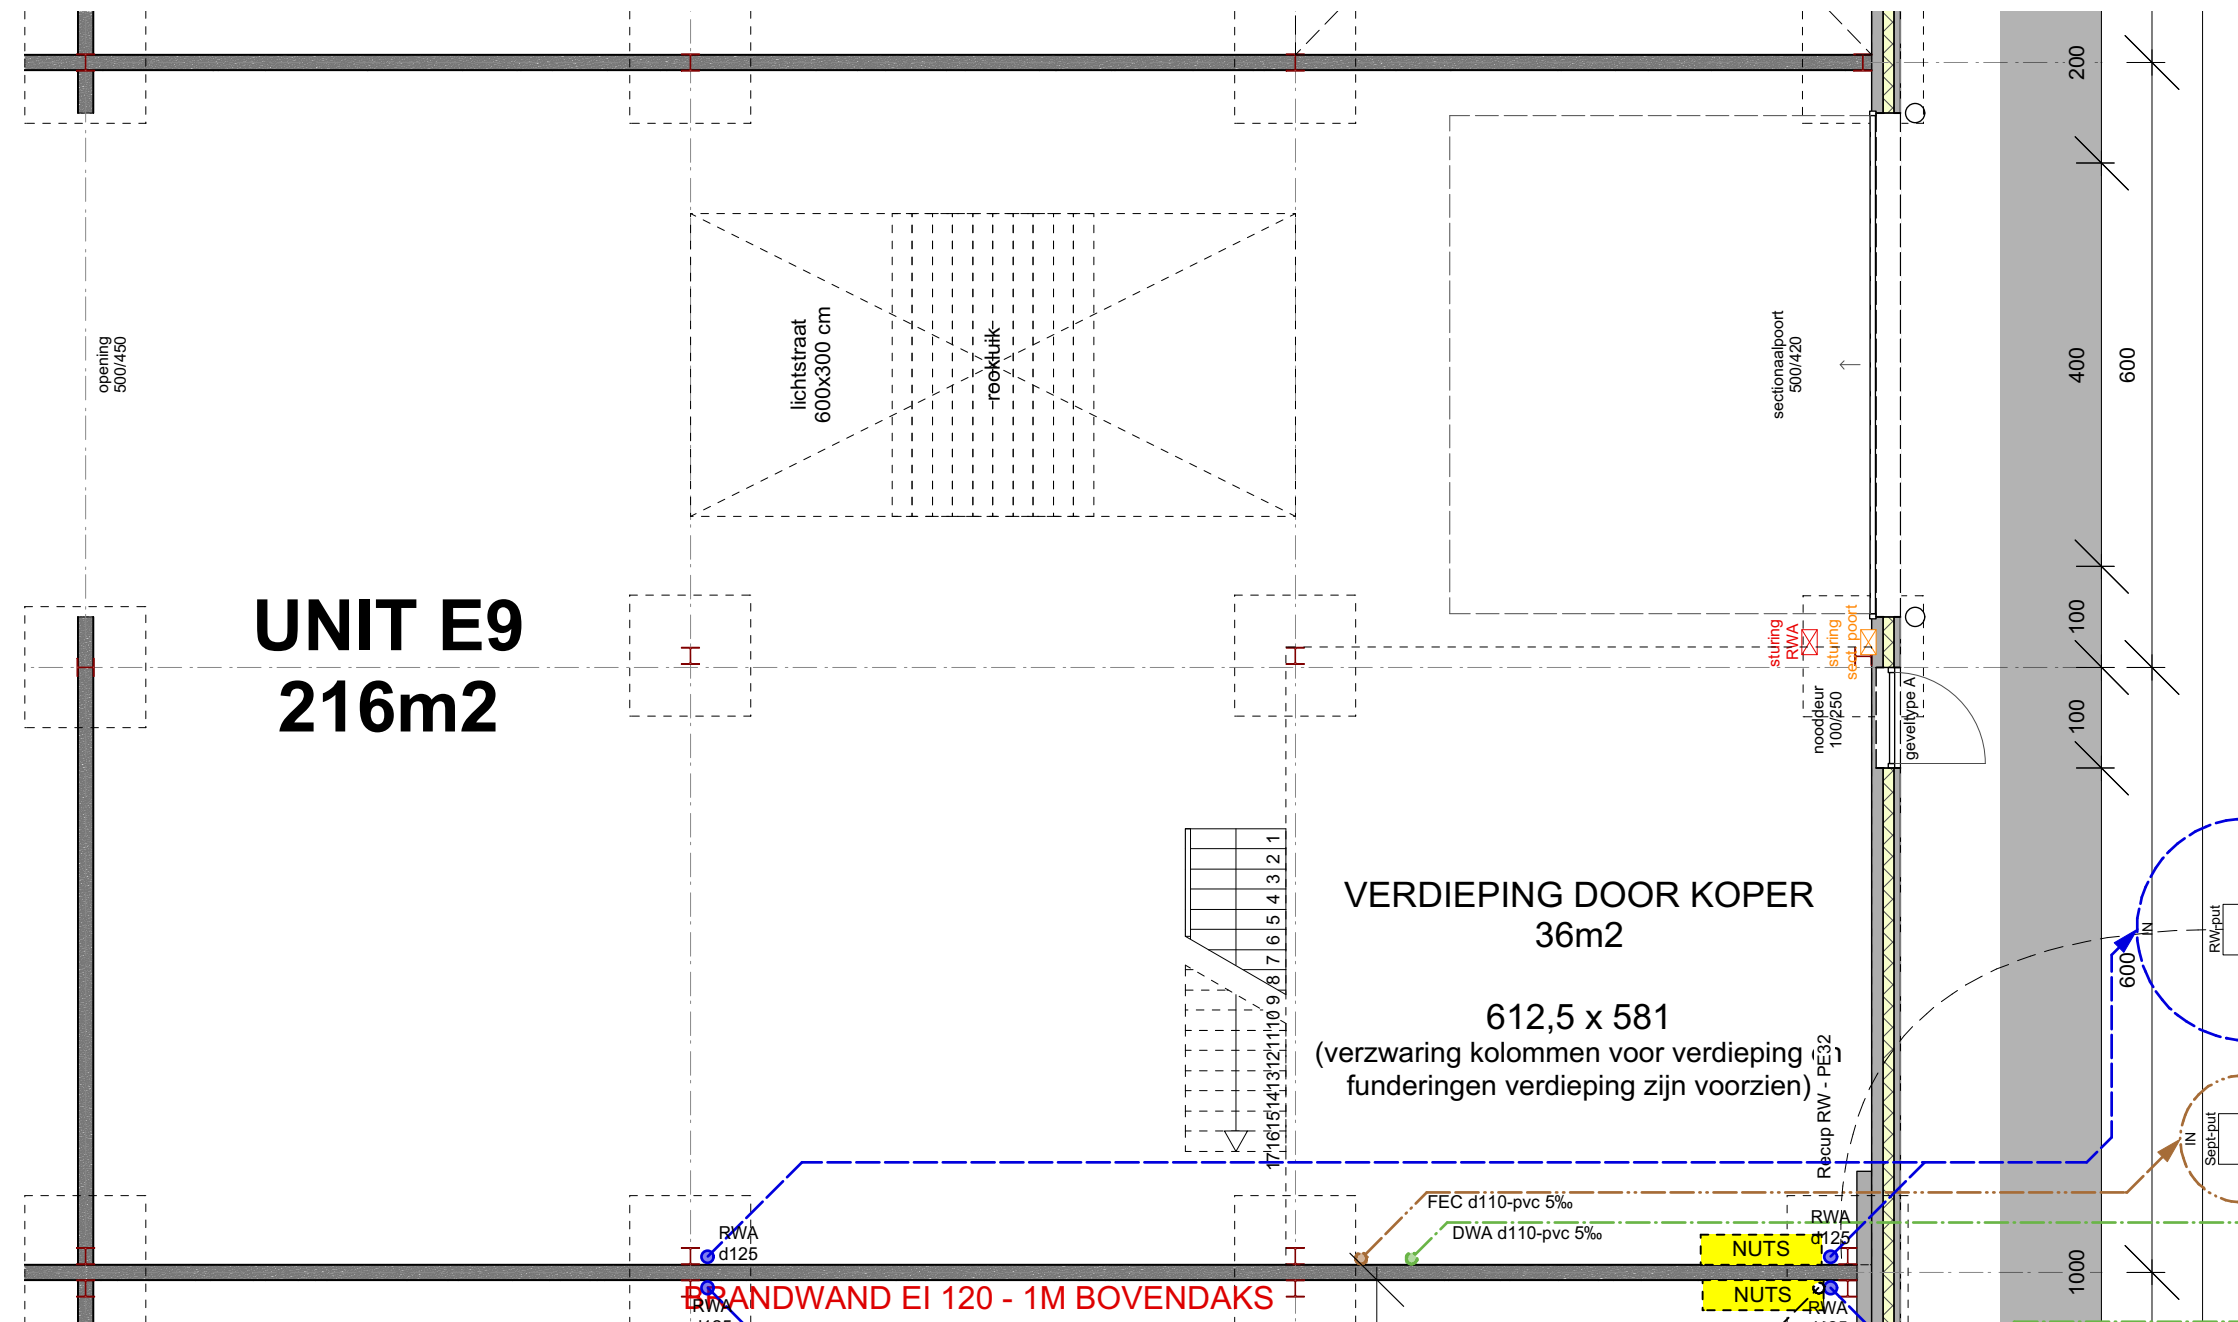 200
opening
500/450
lichtstraat
600x300 cm
rookluik
sectionaalpoort
500/420
400
600
UNIT E9
216m2
sturing
RWA
sturing
sect. poort
100
nooddeur
100/250
geveltype A
100
1
2
3
4
5
6
7
8
9
10
11
12
13
14
15
16
17
VERDIEPING DOOR KOPER
36m2
612,5 x 581
(verzwaring kolommen voor verdieping
funderingen verdieping zijn voorzien)
Recup RW - PE32
600
IN
RW-put
IN
Sept-put
FEC d110-pvc 5‰
DWA d110-pvc 5‰
RWA
d125
RWA
d125
NUTS
NUTS
BRANDWAND EI 120 - 1M BOVENDAKS
RWA
RWA
1000